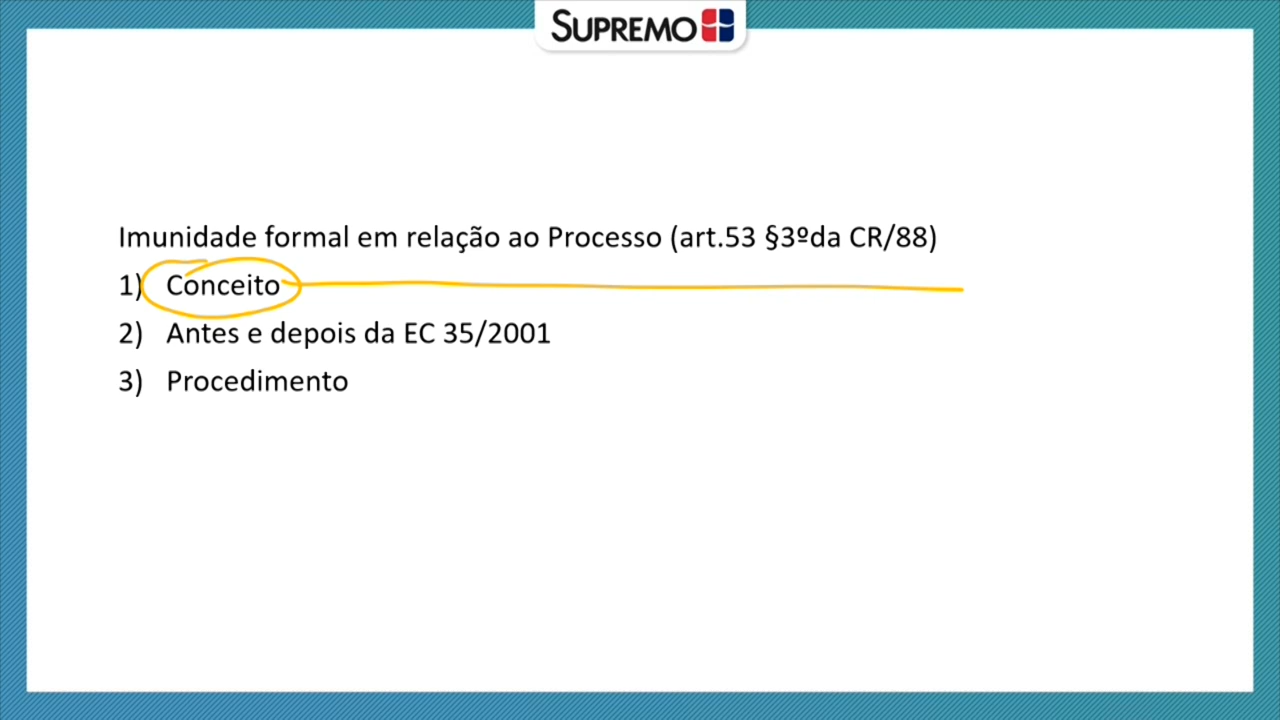 SUPREMO
Imunidade formal em relação ao Processo (art.53 §3ºda CR/88)
1) Conceito
2) Antes e depois da EC 35/2001
3) Procedimento